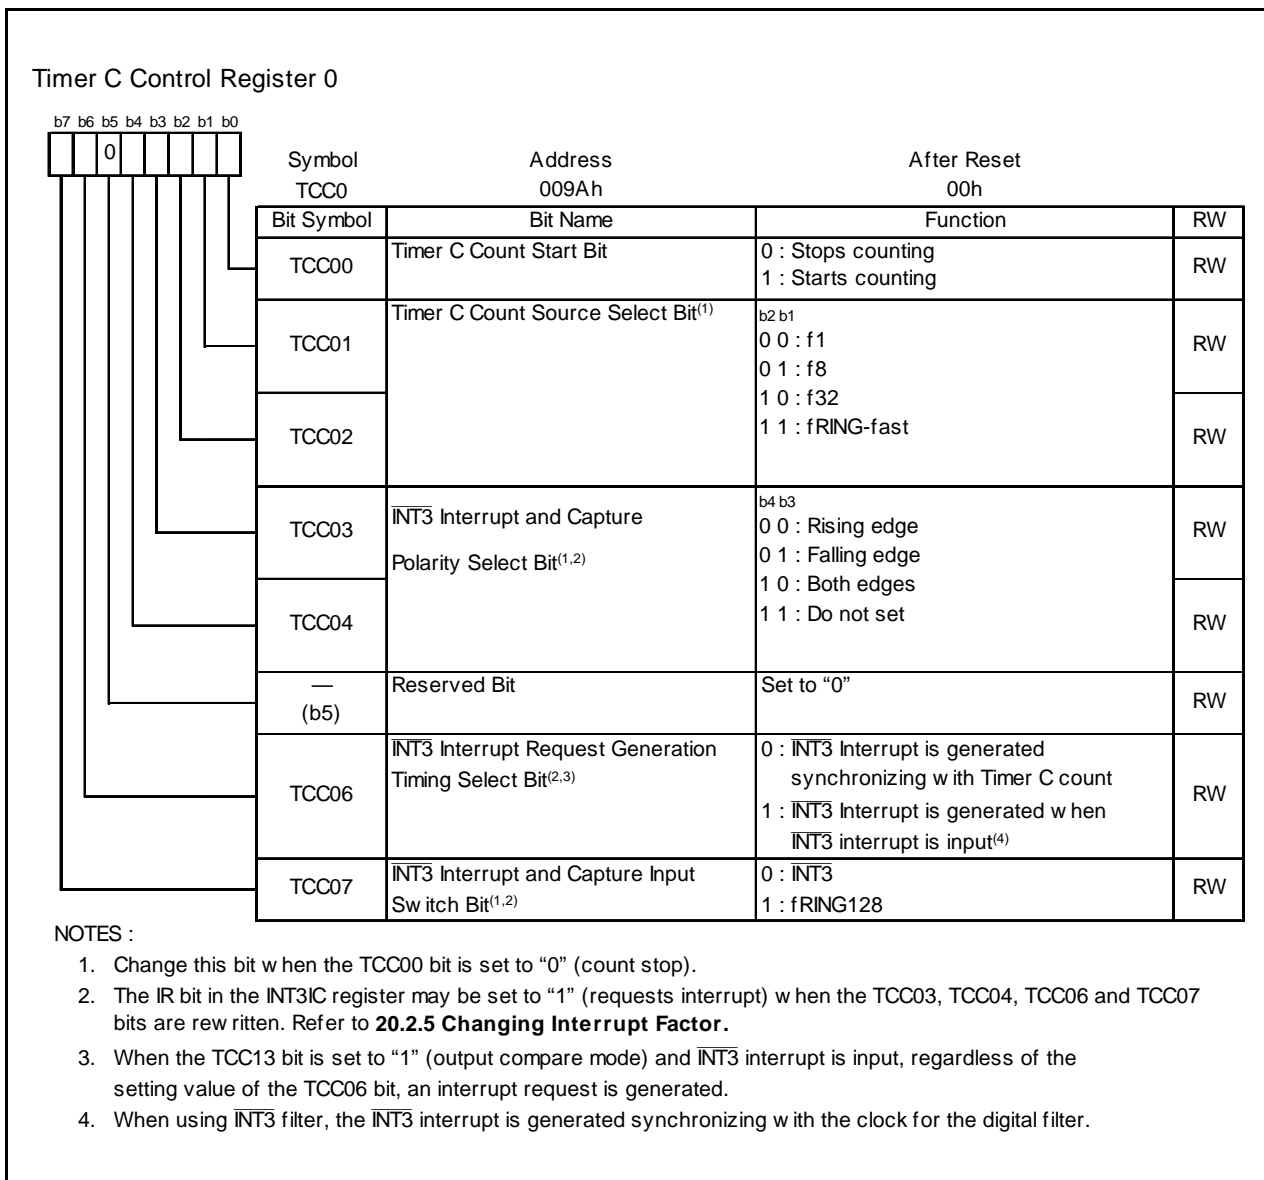 Timer C Control Register 0
b7 b6 b5 b4 b3 b2 b1 b0
0
Symbol Address After Reset
TCC0 009Ah 00h
Bit Symbol Bit Name Function RW
TCC00 Timer C Count Start Bit 0 : Stops counting RW
1 : Starts counting
TCC01 Timer C Count Source Select Bit(1) b2 b1 RW
0 0 : f1
0 1 : f8
1 0 : f32
TCC02 1 1 : fRING-fast RW
TCC03 INT3 Interrupt and Capture b4 b3 RW
Polarity Select Bit(1,2) 0 0 : Rising edge
0 1 : Falling edge
1 0 : Both edges
TCC04 1 1 : Do not set RW
— Reserved Bit Set to “0” RW
(b5)
TCC06 INT3 Interrupt Request Generation 0 : INT3 Interrupt is generated RW
Timing Select Bit(2,3) synchronizing with Timer C count
1 : INT3 Interrupt is generated when
INT3 interrupt is input(4)
TCC07 INT3 Interrupt and Capture Input 0 : INT3 RW
Switch Bit(1,2) 1 : fRING128
NOTES :
1. Change this bit when the TCC00 bit is set to “0” (count stop).
2. The IR bit in the INT3IC register may be set to “1” (requests interrupt) when the TCC03, TCC04, TCC06 and TCC07
bits are rewritten. Refer to 20.2.5 Changing Interrupt Factor.
3. When the TCC13 bit is set to “1” (output compare mode) and INT3 interrupt is input, regardless of the
setting value of the TCC06 bit, an interrupt request is generated.
4. When using INT3 filter, the INT3 interrupt is generated synchronizing with the clock for the digital filter.